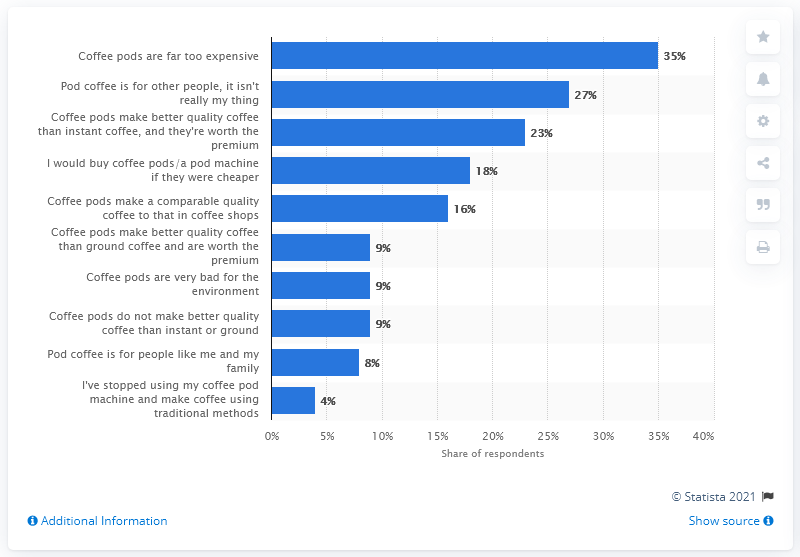 Coffee pods are far too expensive
35%
Pod coffee is for other people, it isn't
really my thing
27%
Coffee pods make better quality coffee
than instant coffee, and they're worth the
premium
23%
I would buy coffee pods/a pod machine
if they were cheaper
18%
Coffee pods make a comparable quality
coffee to that in coffee shops
16%
Coffee pods make better quality coffee
than ground coffee and are worth the
premium
9%
Coffee pods are very bad for the
environment
9%
Coffee pods do not make better quality
coffee than instant or ground
9%
Pod coffee is for people like me and my
family
8%
I've stopped using my coffee pod
machine and make coffee using
traditional methods
4%
0% 5% 10% 15% 20% 25% 30% 35% 40%
Share of respondents
© Statista 2021
Additional Information
Show source